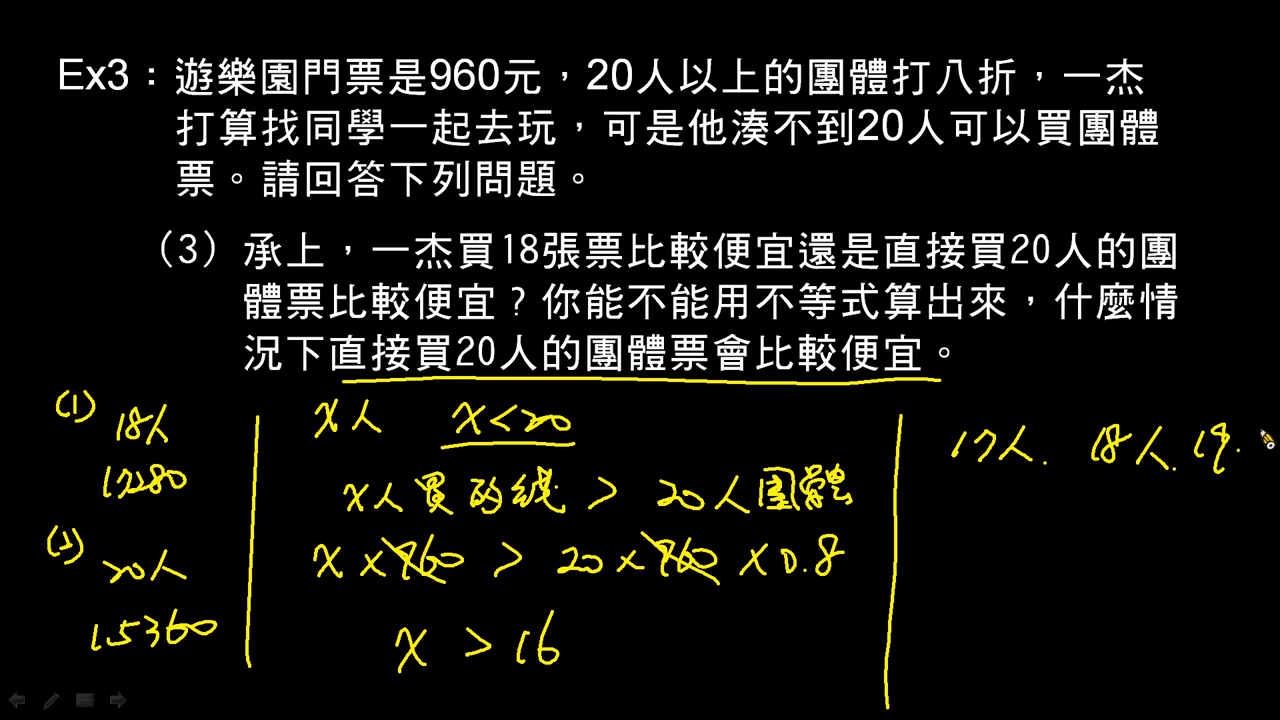 Ex3：遊樂園門票是960元，20人以上的團體打八折，一杰
打算找同學一起去玩，可是他湊不到20人可以買團體
票。請回答下列問題。
（3）承上，一杰買18張票比較便宜還是直接買20人的團
體票比較便宜？你能不能用不等式算出來，什麼情
況下直接買20人的團體票會比較便宜。
(1) 18人
17280
(2) 20人
15360
x人 x<20
x人買的錢 > 20人團體
x×960 > 20×960×0.8
x > 16
17人. 18人. 19.